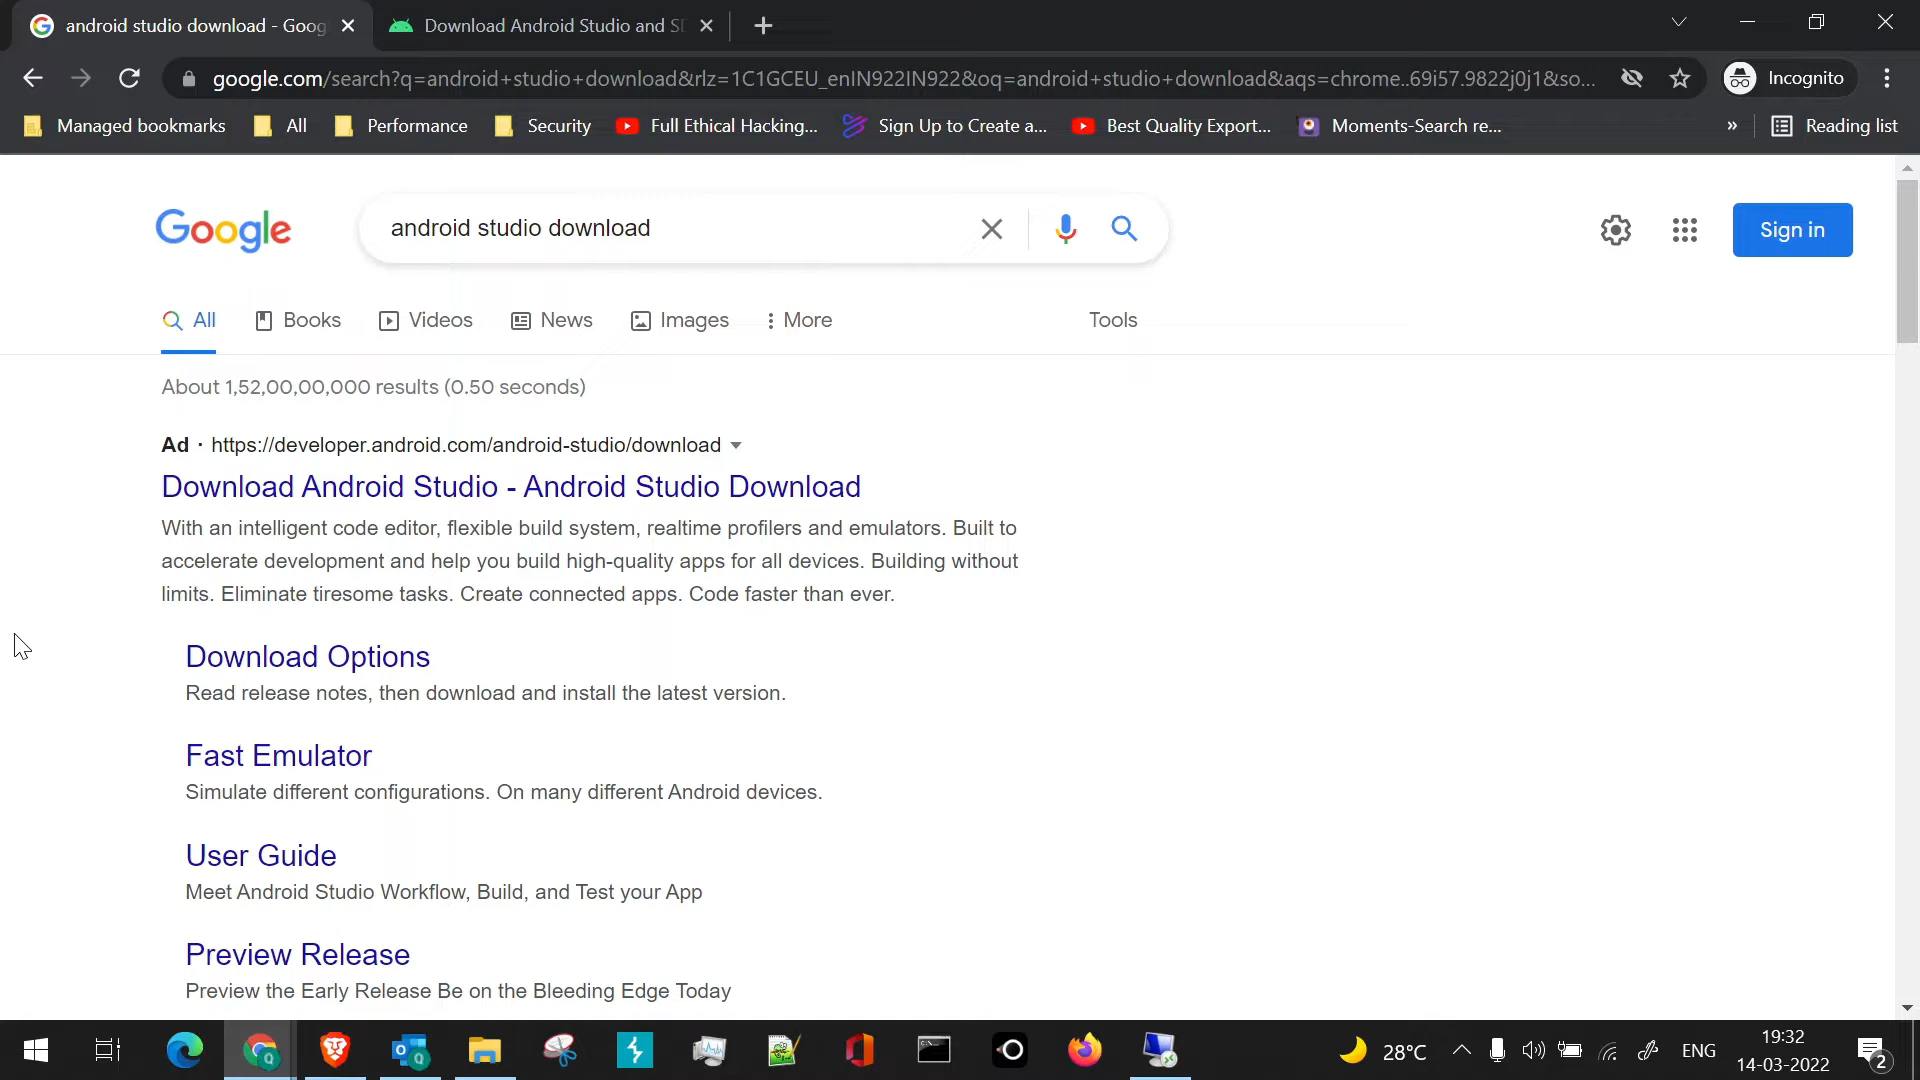 android studio download - Goog
Download Android Studio and S
google.com/search?q=android+studio+download&rlz=1C1GCEU_enIN922IN922&oq=android+studio+download&aqs=chrome..69i57.9822j0j1&so...
Incognito
Managed bookmarks
All
Performance
Security
Full Ethical Hacking...
Sign Up to Create a...
Best Quality Export...
Moments-Search re...
»
Reading list
Google
android studio download
Sign in
All
Books
Videos
News
Images
More
Tools
About 1,52,00,00,000 results (0.50 seconds)
Ad · https://developer.android.com/android-studio/download
Download Android Studio - Android Studio Download
With an intelligent code editor, flexible build system, realtime profilers and emulators. Built to
accelerate development and help you build high-quality apps for all devices. Building without
limits. Eliminate tiresome tasks. Create connected apps. Code faster than ever.
Download Options
Read release notes, then download and install the latest version.
Fast Emulator
Simulate different configurations. On many different Android devices.
User Guide
Meet Android Studio Workflow, Build, and Test your App
Preview Release
Preview the Early Release Be on the Bleeding Edge Today
28°C
ENG
19:32
14-03-2022
2